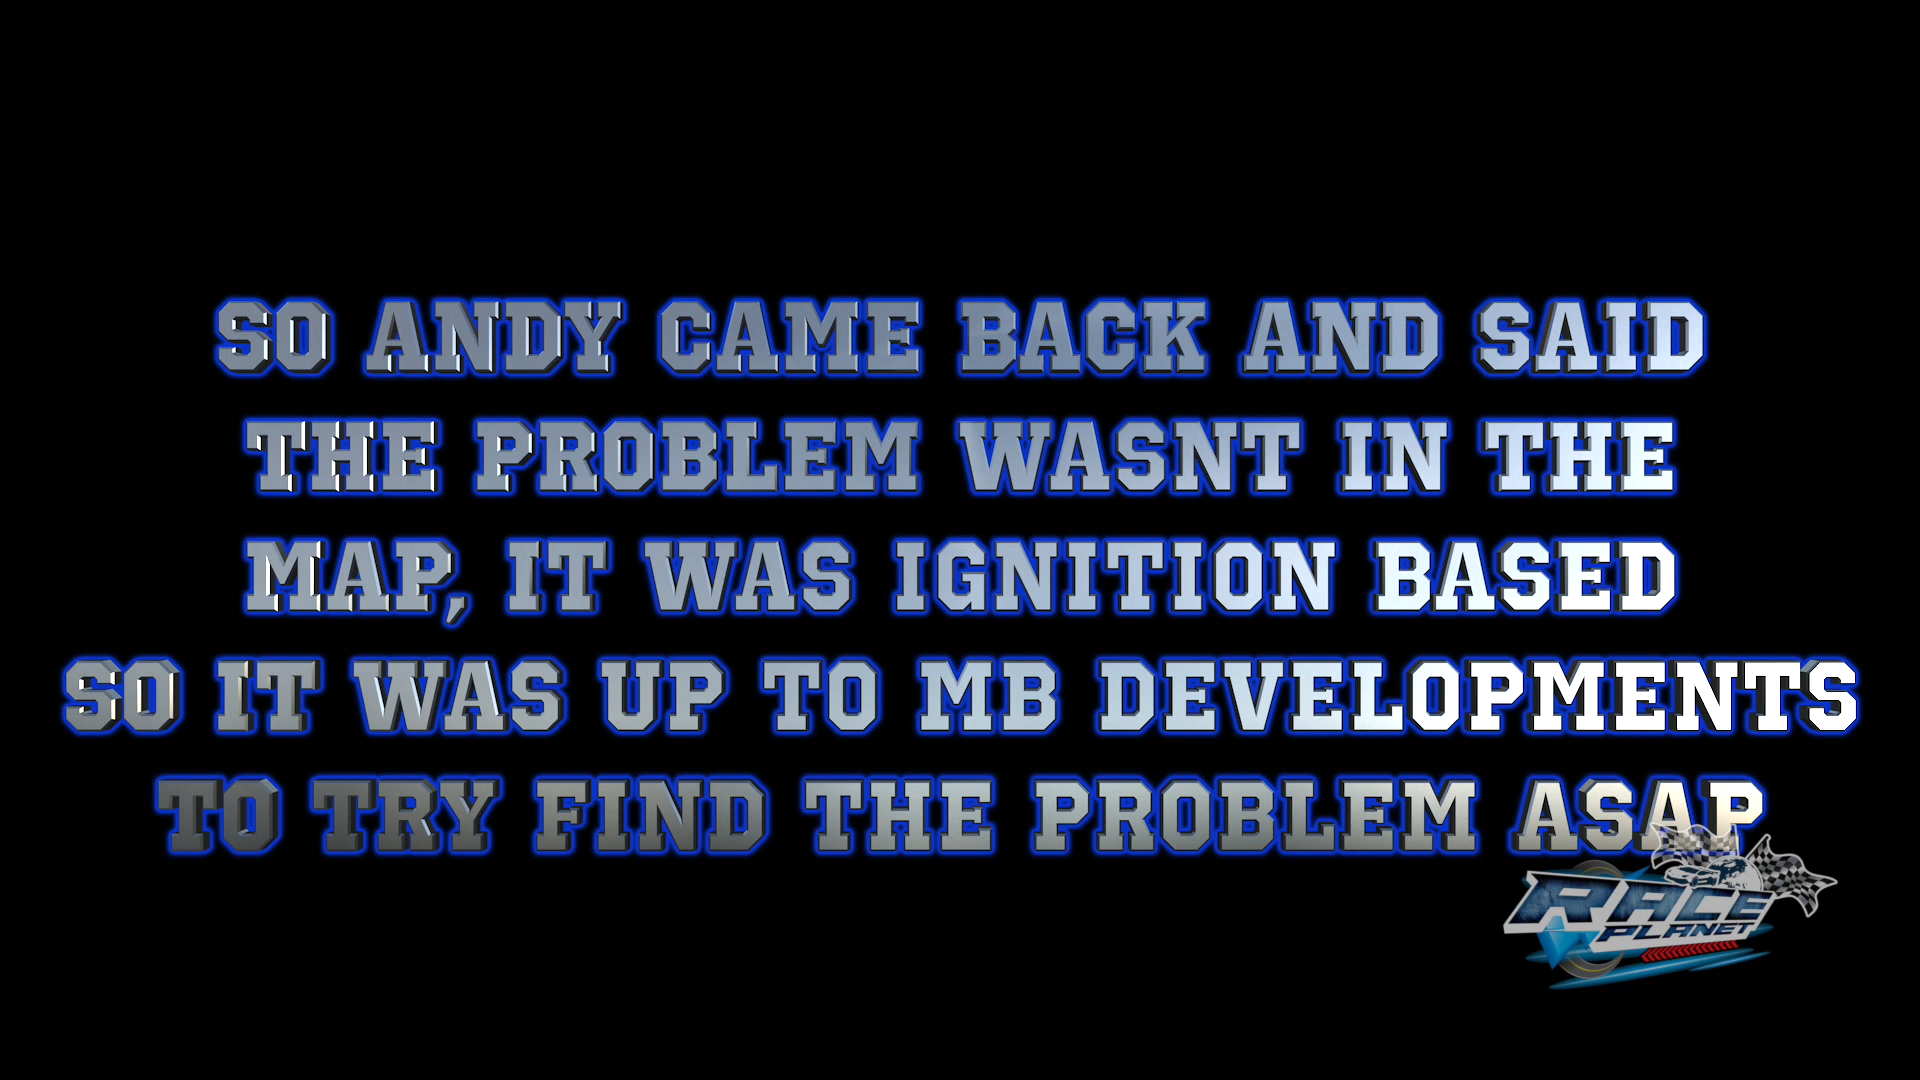 SO ANDY CAME BACK AND SAID
THE PROBLEM WASNT IN THE
MAP, IT WAS IGNITION BASED
SO IT WAS UP TO MB DEVELOPMENTS
TO TRY FIND THE PROBLEM ASAP
RACE
PLANET